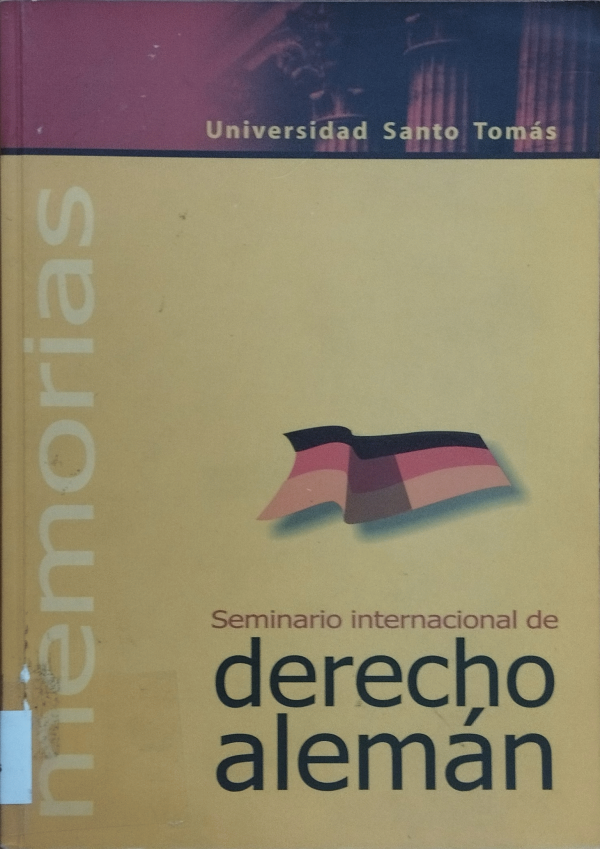 Universidad Santo Tomás
memorias
Seminario internacional de
derecho
alemán